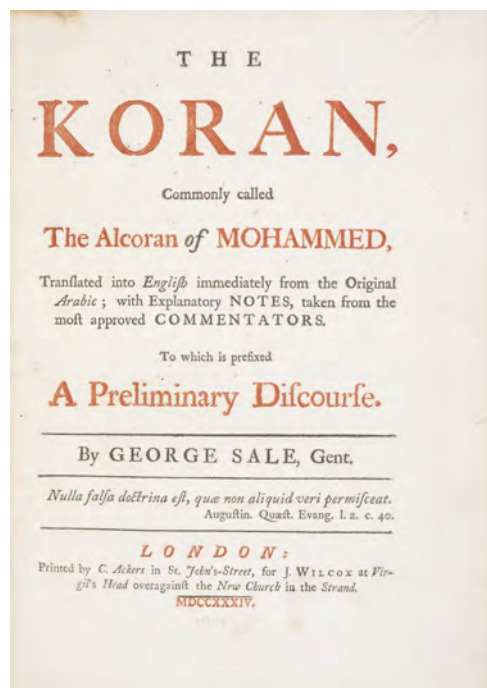 THE
KORAN,
Commonly called
The Alcoran of MOHAMMED,
Tranſlated into Engliſh immediately from the Original
Arabic ; with Explanatory NOTES, taken from the
moſt approved COMMENTATORS.
To which is prefixed
A Preliminary Diſcourſe.
By GEORGE SALE, Gent.
Nulla falſa doctrina eſt, quæ non aliquid veri permiſceat.
Auguſtin. Quæſt. Evang. l. 2. c. 40.
LONDON:
Printed by C. Ackers in St. John's-Street, for J. WILCOX at Vir-
gil's Head overagainſt the New Church in the Strand.
MDCCXXXIV.